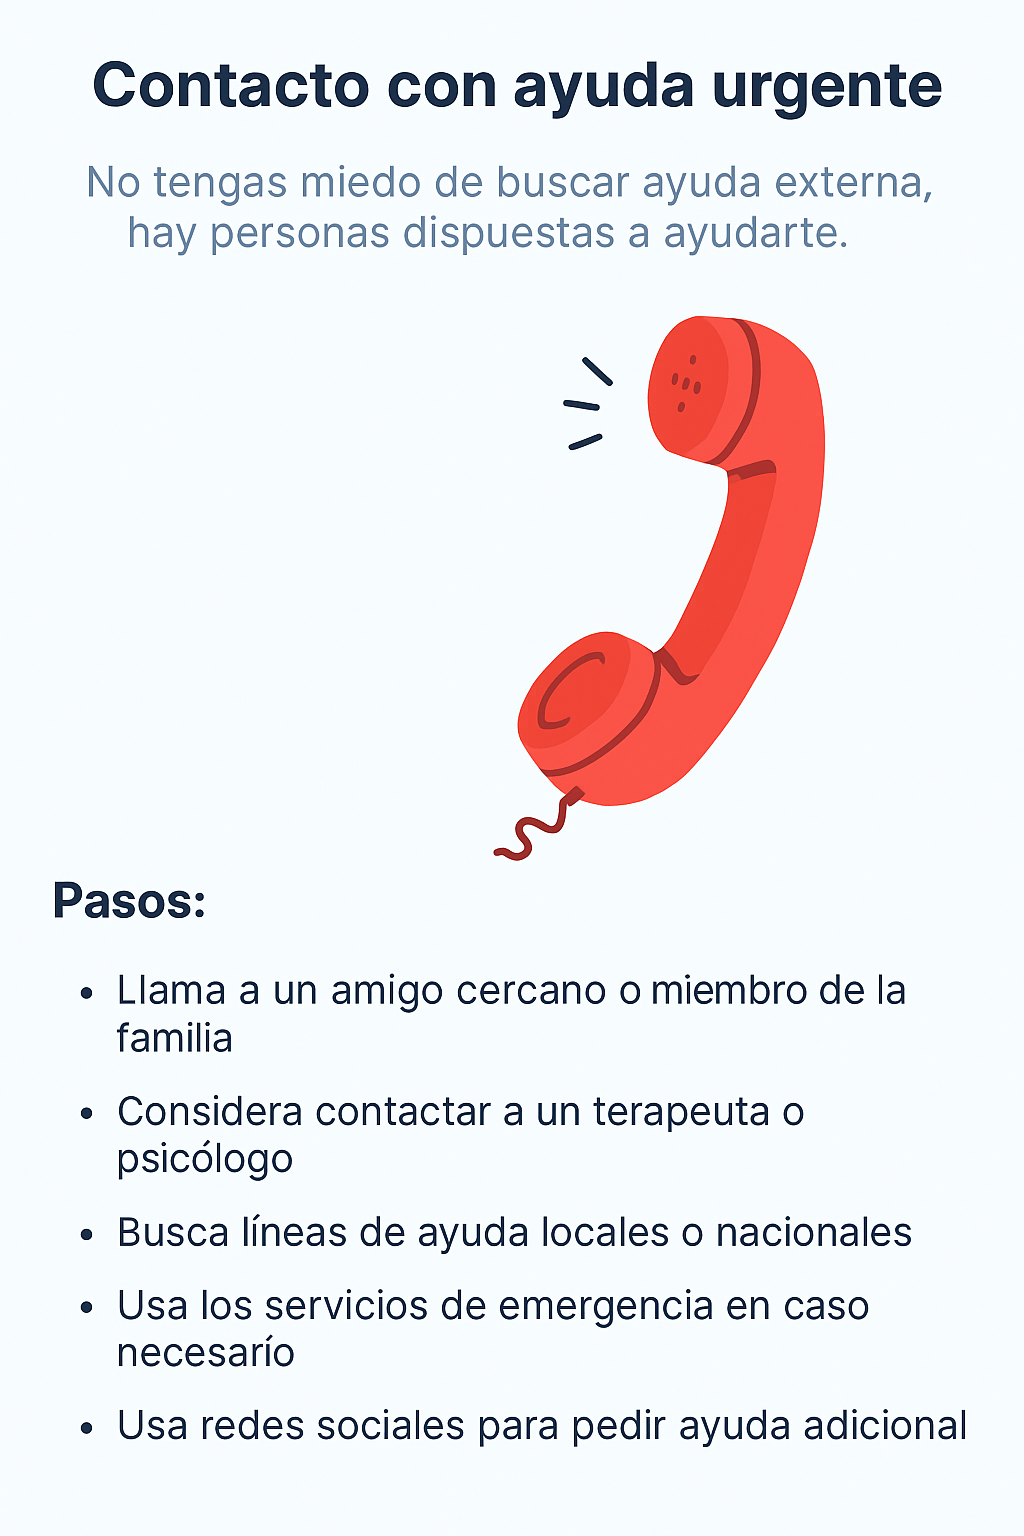 Contacto con ayuda urgente
No tengas miedo de buscar ayuda externa,
hay personas dispuestas a ayudarte.
Pasos:
• Llama a un amigo cercano o miembro de la
familia
• Considera contactar a un terapeuta o
psicólogo
• Busca líneas de ayuda locales o nacionales
• Usa los servicios de emergencia en caso
necesarío
• Usa redes sociales para pedir ayuda adicional